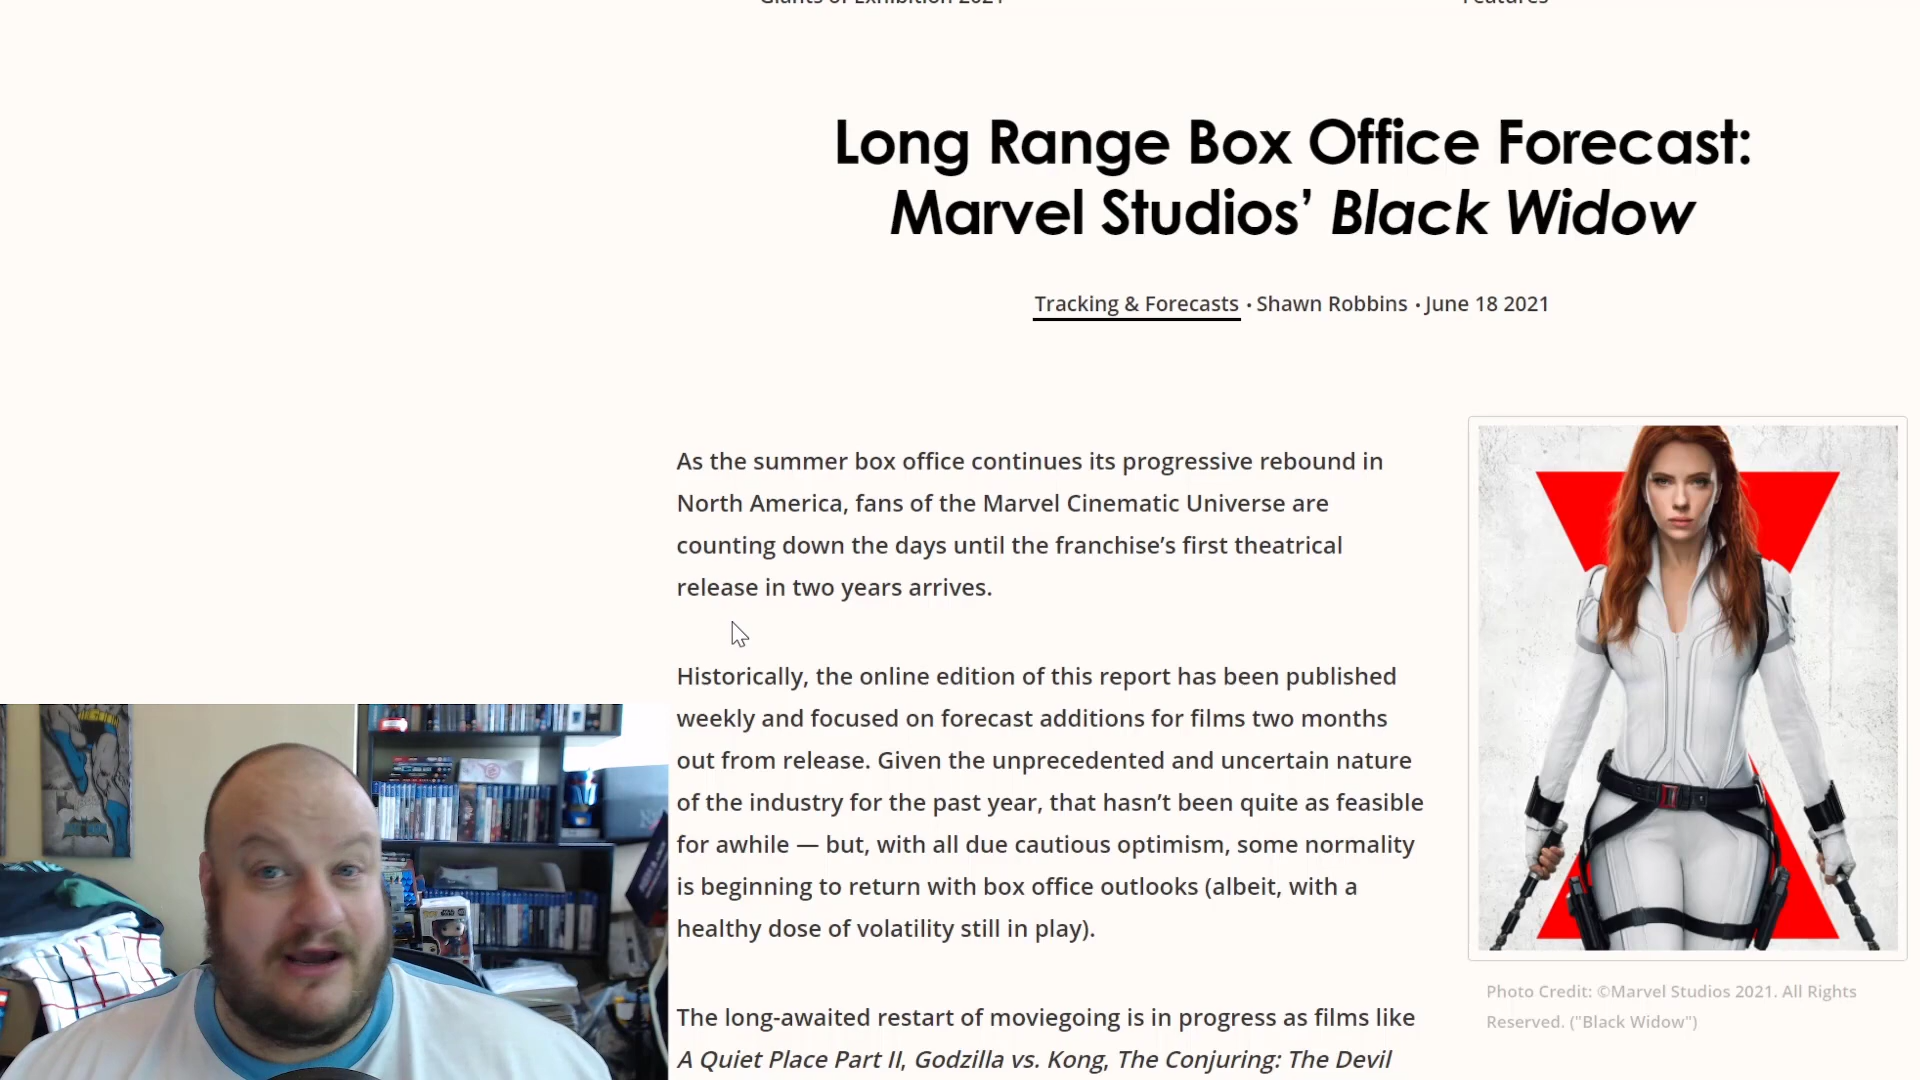 Giants of Exhibition 2021
Features
Long Range Box Office Forecast:
Marvel Studios’ Black Widow
Tracking & Forecasts · Shawn Robbins · June 18 2021
As the summer box office continues its progressive rebound in
North America, fans of the Marvel Cinematic Universe are
counting down the days until the franchise’s first theatrical
release in two years arrives.
Historically, the online edition of this report has been published
weekly and focused on forecast additions for films two months
out from release. Given the unprecedented and uncertain nature
of the industry for the past year, that hasn’t been quite as feasible
for awhile — but, with all due cautious optimism, some normality
is beginning to return with box office outlooks (albeit, with a
healthy dose of volatility still in play).
The long-awaited restart of moviegoing is in progress as films like
A Quiet Place Part II, Godzilla vs. Kong, The Conjuring: The Devil
Photo Credit: ©Marvel Studios 2021. All Rights
Reserved. ("Black Widow")